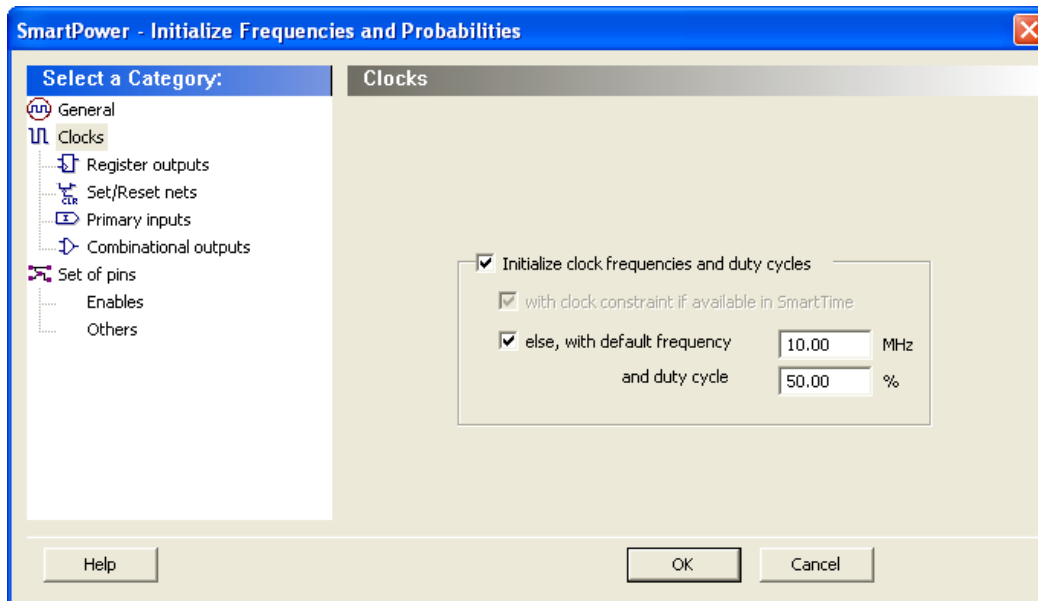 SmartPower - Initialize Frequencies and Probabilities
Select a Category:
Clocks
General
Clocks
Register outputs
CLR
Set/Reset nets
Primary inputs
Combinational outputs
Set of pins
Enables
Others
Initialize clock frequencies and duty cycles
with clock constraint if available in SmartTime
else, with default frequency 10.00 MHz
and duty cycle 50.00 %
Help
OK
Cancel